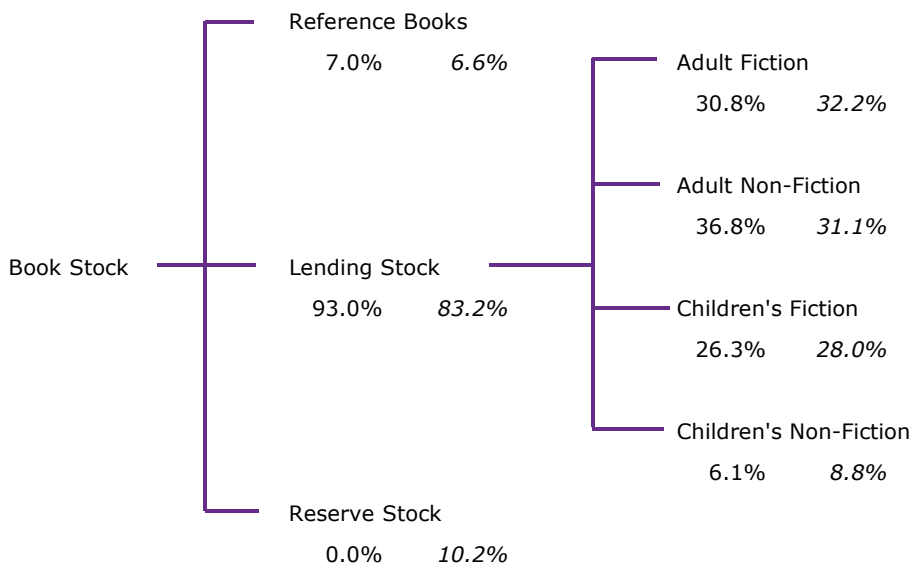 Reference Books
7.0% 6.6%
Adult Fiction
30.8% 32.2%
Adult Non-Fiction
36.8% 31.1%
Book Stock
Lending Stock
93.0% 83.2%
Children's Fiction
26.3% 28.0%
Children's Non-Fiction
6.1% 8.8%
Reserve Stock
0.0% 10.2%